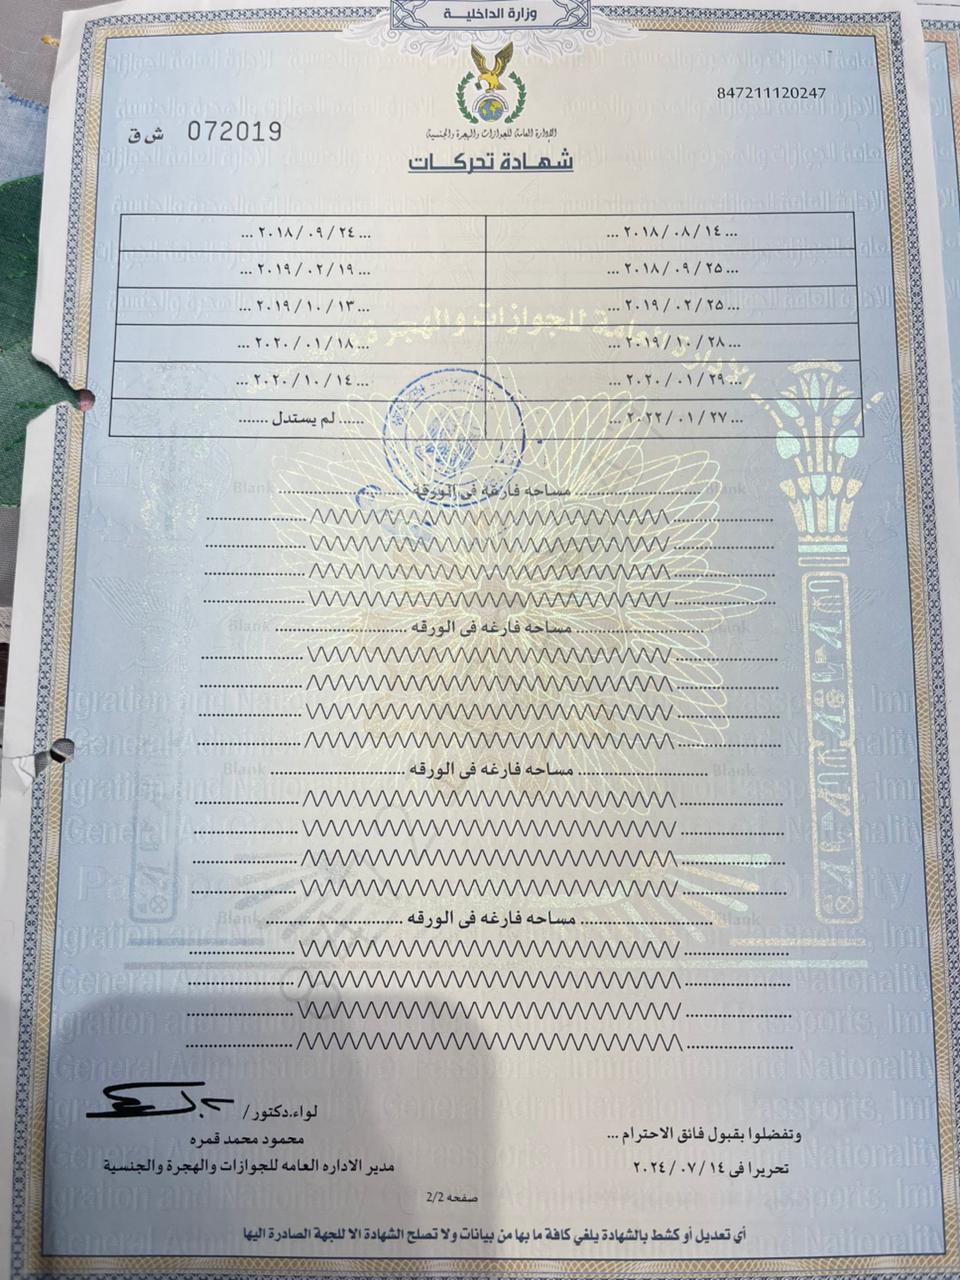 وزارة الداخلية
847211120247
الإدارة العامة للجوازات والهجرة والجنسية
ش ق 072019
شهادة تحركات
... ٢٠١٨/٠٨/١٤ ... ... ٢٠١٨/٠٩/٢٤ ...
... ٢٠١٨/٠٩/٢٥ ... ... ٢٠١٩/٠٢/١٩ ...
... ٢٠١٩/٠٢/٢٥ ... ... ٢٠١٩/١٠/١٣ ...
... ٢٠١٩/١٠/٢٨ ... ... ٢٠٢٠/٠١/١٨ ...
... ٢٠٢٠/٠١/٢٩ ... ... ٢٠٢٠/١٠/١٤ ...
... ٢٠٢٢/٠١/٢٧ ... ...... لم يستدل .......
مساحه فارغه فى الورقة
مساحه فارغه فى الورقه
مساحه فارغه فى الورقه
مساحه فارغه فى الورقه
وتفضلوا بقبول فائق الاحترام ...
تحريرا فى ٢٠٢٤/٠٧/١٤
لواء.دكتور/
محمود محمد قمره
مدير الاداره العامه للجوازات والهجرة والجنسية
صفحه 2/2
أي تعديل أو كشط بالشهادة يلغي كافة ما بها من بيانات ولا تصلح الشهادة الا للجهة الصادرة اليها